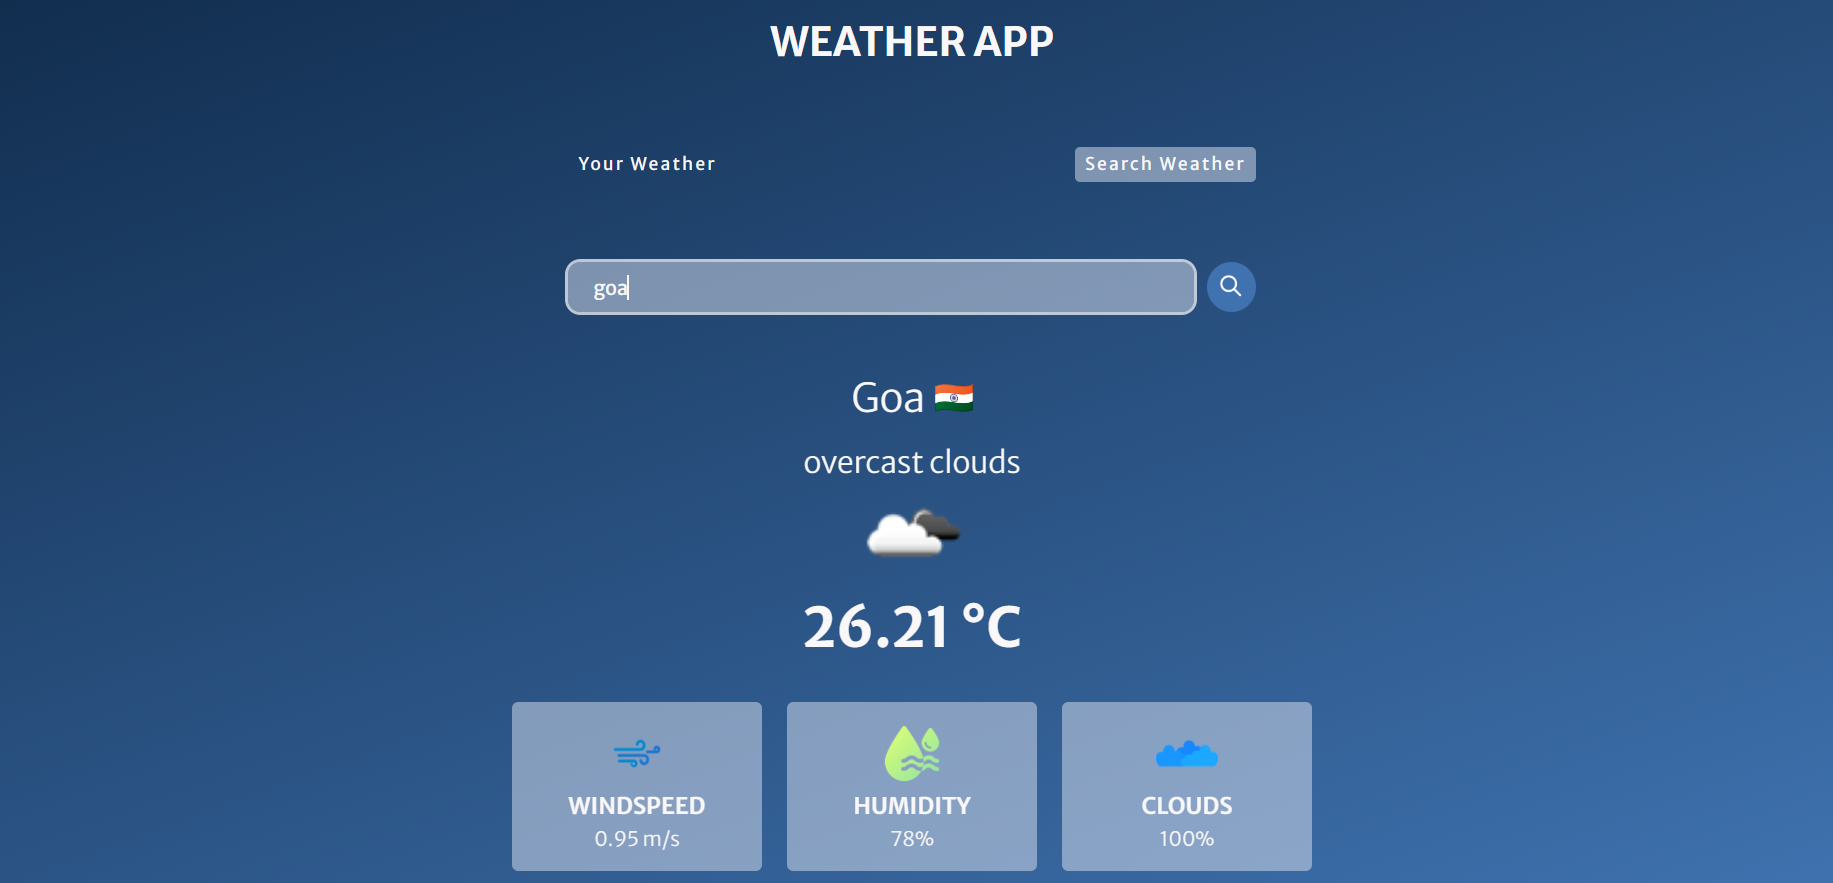 WEATHER APP
Your Weather
Search Weather
goa
Goa
overcast clouds
26.21 °C
WINDSPEED
0.95 m/s
HUMIDITY
78%
CLOUDS
100%